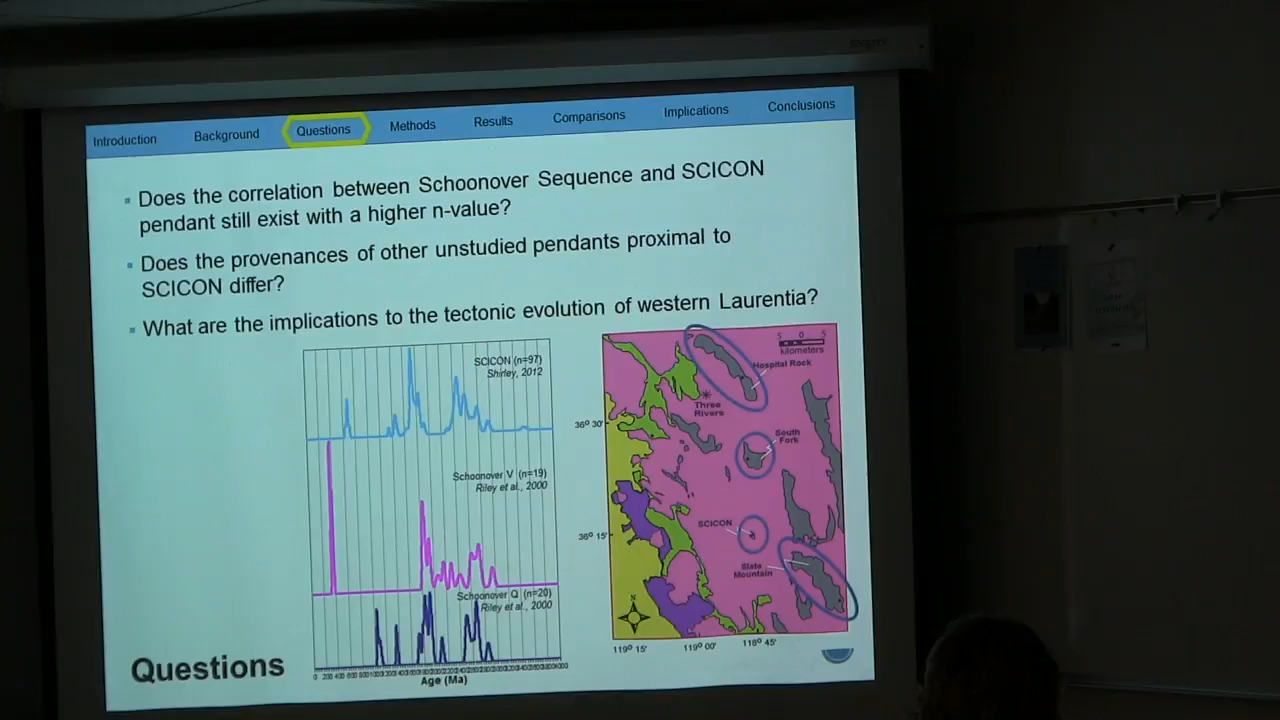 Introduction Background Questions Methods Results Comparisons Implications Conclusions
Does the correlation between Schoonover Sequence and SCICON
pendant still exist with a higher n-value?
Does the provenances of other unstudied pendants proximal to
SCICON differ?
What are the implications to the tectonic evolution of western Laurentia?
SCICON (n=97)
Shirley, 2012
Schoonover V (n=19)
Riley et al., 2000
Schoonover Q (n=20)
Riley et al., 2000
Age (Ma)
5 0 5
kilometers
Hospital Rock
Three
Rivers
36° 30'
South
Fork
SCICON
36° 15'
Slate
Mountain
N
119° 15' 119° 00' 118° 45'
Questions